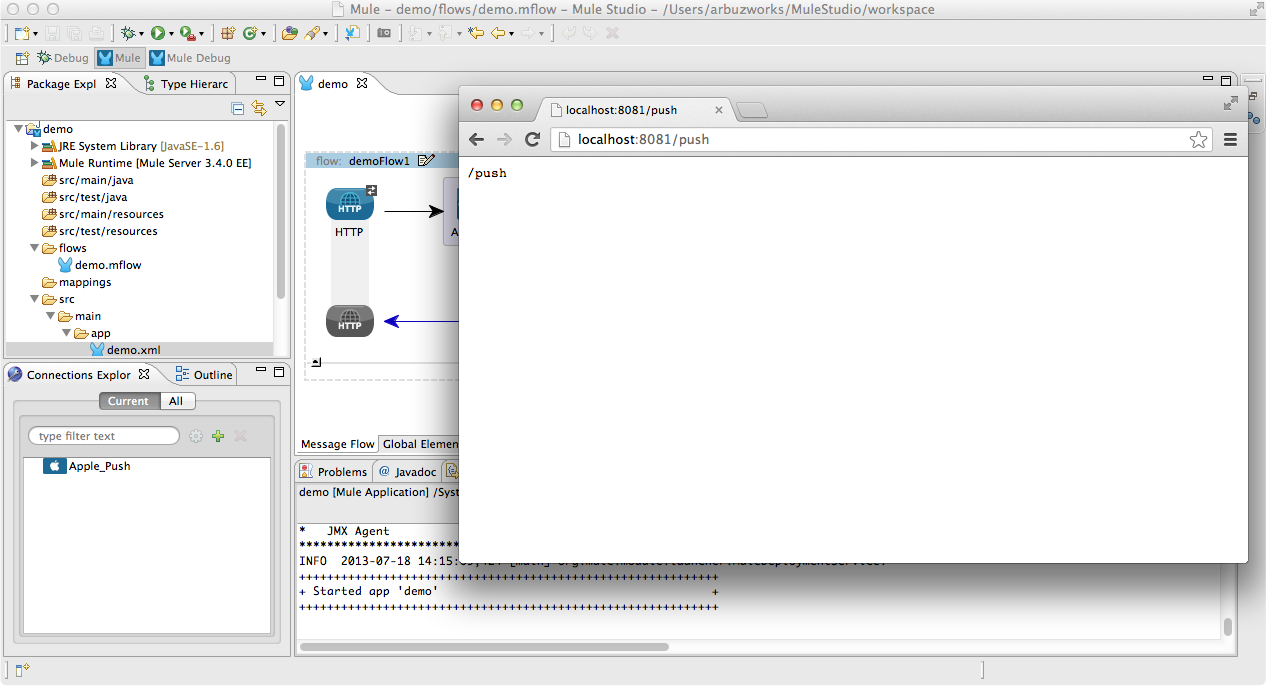 Mule – demo/flows/demo.mflow – Mule Studio – /Users/arbuzworks/MuleStudio/workspace
Debug Mule Mule Debug
Package Expl Type Hierarc
demo
JRE System Library [JavaSE-1.6]
Mule Runtime [Mule Server 3.4.0 EE]
src/main/java
src/test/java
src/main/resources
src/test/resources
flows
demo.mflow
mappings
src
main
app
demo.xml
Connections Explor Outline
Current All
type filter text
Apple_Push
demo
flow: demoFlow1
HTTP
HTTP
A
HTTP
Message Flow Global Elemen
Problems @ Javadoc
demo [Mule Application] /Syst
* JMX Agent
INFO 2013-07-18 14:15:
++++++++++++++++++++++++++++++++++++++++++++++++++++++++++++
+ Started app 'demo' +
++++++++++++++++++++++++++++++++++++++++++++++++++++++++++++
localhost:8081/push
localhost:8081/push
/push